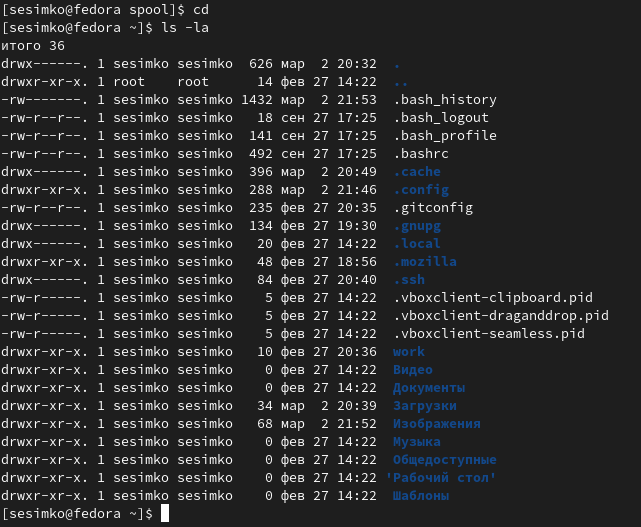 [sesimko@fedora spool]$ cd
[sesimko@fedora ~]$ ls -la
итого 36
drwx------. 1 sesimko sesimko  626 мар  2 20:32  .
drwxr-xr-x. 1 root    root      14 фев 27 14:22  ..
-rw-------. 1 sesimko sesimko 1432 мар  2 21:53  .bash_history
-rw-r--r--. 1 sesimko sesimko   18 сен 27 17:25  .bash_logout
-rw-r--r--. 1 sesimko sesimko  141 сен 27 17:25  .bash_profile
-rw-r--r--. 1 sesimko sesimko  492 сен 27 17:25  .bashrc
drwx------. 1 sesimko sesimko  396 мар  2 20:49  .cache
drwxr-xr-x. 1 sesimko sesimko  288 мар  2 21:46  .config
-rw-r--r--. 1 sesimko sesimko  235 фев 27 20:35  .gitconfig
drwx------. 1 sesimko sesimko  134 фев 27 19:30  .gnupg
drwx------. 1 sesimko sesimko   20 фев 27 14:22  .local
drwxr-xr-x. 1 sesimko sesimko   48 фев 27 18:56  .mozilla
drwx------. 1 sesimko sesimko   84 фев 27 20:40  .ssh
-rw-r-----. 1 sesimko sesimko    5 фев 27 14:22  .vboxclient-clipboard.pid
-rw-r-----. 1 sesimko sesimko    5 фев 27 14:22  .vboxclient-draganddrop.pid
-rw-r-----. 1 sesimko sesimko    5 фев 27 14:22  .vboxclient-seamless.pid
drwxr-xr-x. 1 sesimko sesimko   10 фев 27 20:36  work
drwxr-xr-x. 1 sesimko sesimko    0 фев 27 14:22  Видео
drwxr-xr-x. 1 sesimko sesimko    0 фев 27 14:22  Документы
drwxr-xr-x. 1 sesimko sesimko   34 мар  2 20:39  Загрузки
drwxr-xr-x. 1 sesimko sesimko   68 мар  2 21:52  Изображения
drwxr-xr-x. 1 sesimko sesimko    0 фев 27 14:22  Музыка
drwxr-xr-x. 1 sesimko sesimko    0 фев 27 14:22  Общедоступные
drwxr-xr-x. 1 sesimko sesimko    0 фев 27 14:22 'Рабочий стол'
drwxr-xr-x. 1 sesimko sesimko    0 фев 27 14:22  Шаблоны
[sesimko@fedora ~]$